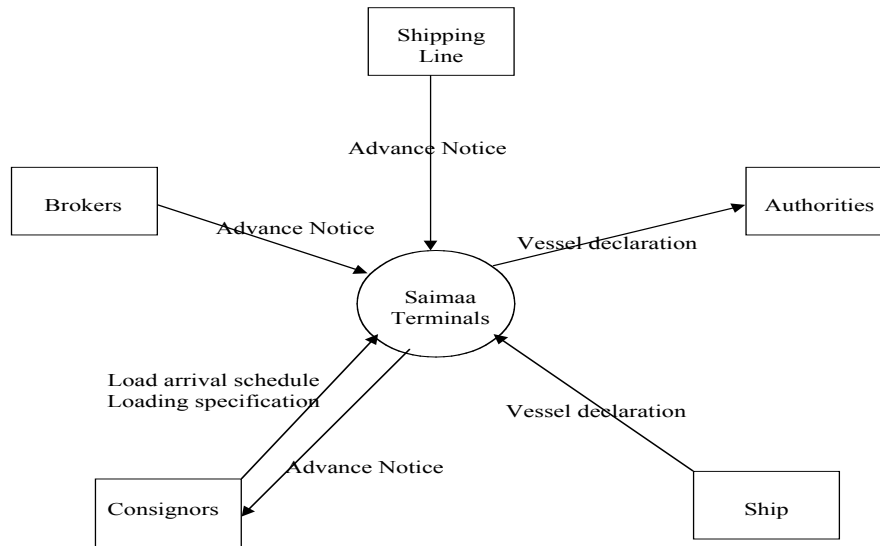 Shipping
Line
Advance Notice
Brokers
Authorities
Advance Notice
Vessel declaration
Saimaa
Terminals
Load arrival schedule
Loading specification
Vessel declaration
Advance Notice
Consignors
Ship